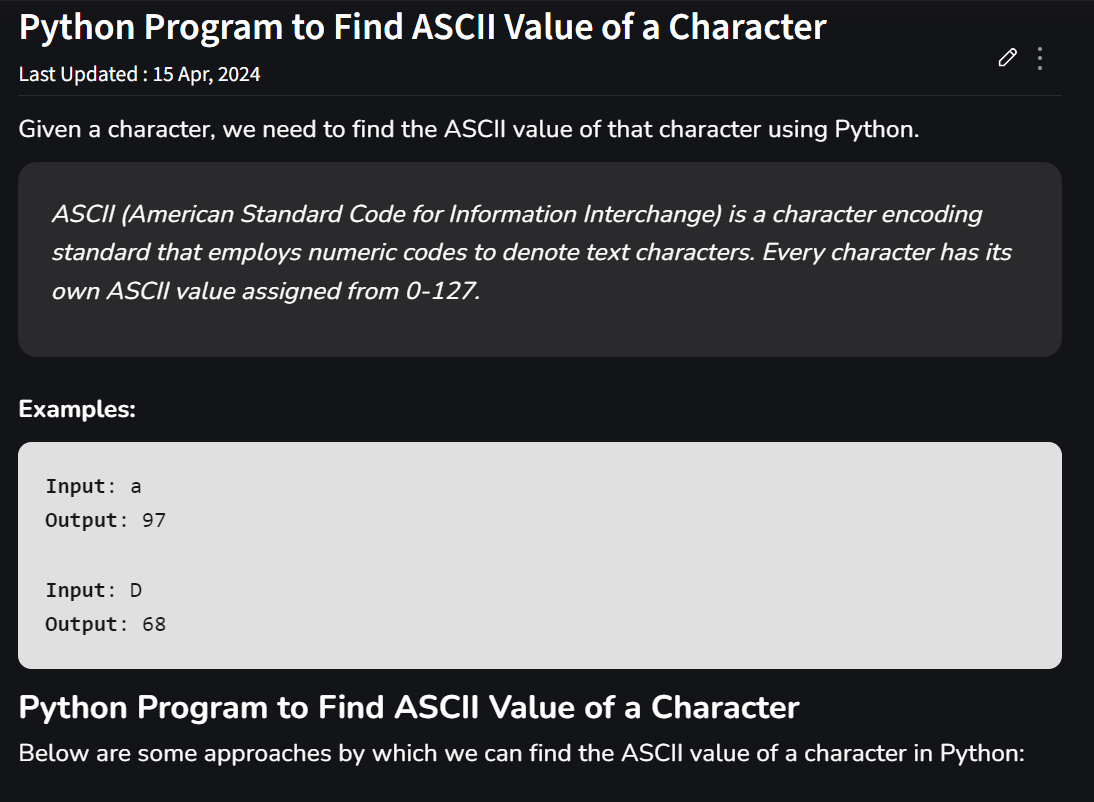 Python Program to Find ASCII Value of a Character
Last Updated : 15 Apr, 2024
Given a character, we need to find the ASCII value of that character using Python.
ASCII (American Standard Code for Information Interchange) is a character encoding
standard that employs numeric codes to denote text characters. Every character has its
own ASCII value assigned from 0-127.
Examples:
Input: a
Output: 97
Input: D
Output: 68
Python Program to Find ASCII Value of a Character
Below are some approaches by which we can find the ASCII value of a character in Python: